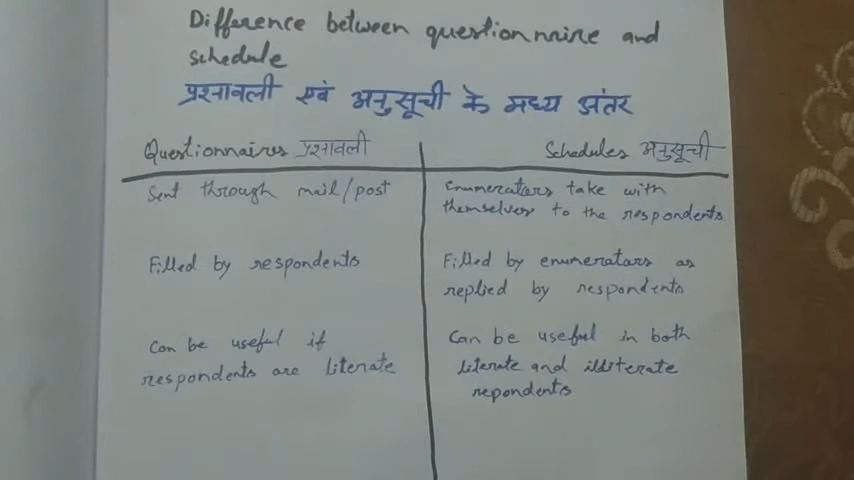 Difference between questionnaire and
schedule
प्रश्नावली एवं अनुसूची के मध्य अंतर
Questionnaires प्रश्नावली
Schedules अनुसूची
Sent through mail/post
Enumerators take with
themselves to the respondents
Filled by respondents
Filled by enumerators as
replied by respondents
Can be useful if
respondents are literate
Can be useful in both
literate and illiterate
repondents